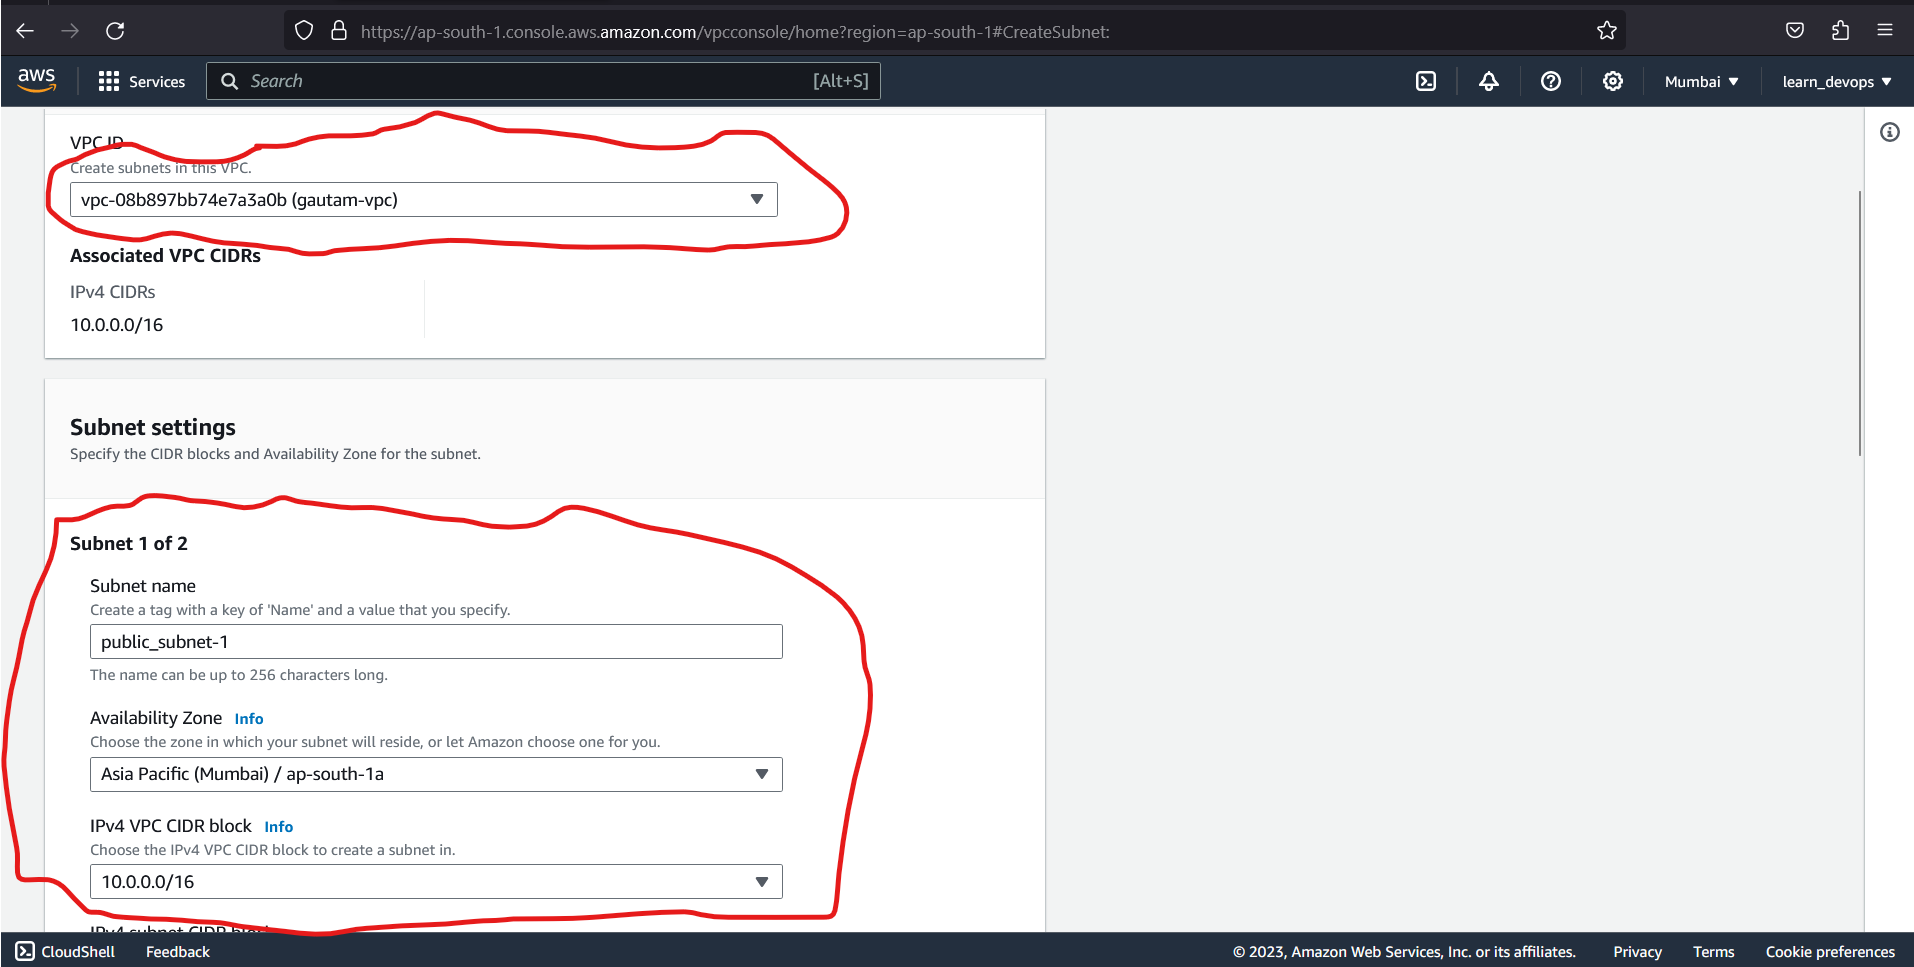 https://ap-south-1.console.aws.amazon.com/vpcconsole/home?region=ap-south-1#CreateSubnet:
aws Services Search [Alt+S] Mumbai learn_devops
VPC ID
Create subnets in this VPC.
vpc-08b897bb74e7a3a0b (gautam-vpc)
Associated VPC CIDRs
IPv4 CIDRs
10.0.0.0/16
Subnet settings
Specify the CIDR blocks and Availability Zone for the subnet.
Subnet 1 of 2
Subnet name
Create a tag with a key of 'Name' and a value that you specify.
public_subnet-1
The name can be up to 256 characters long.
Availability Zone Info
Choose the zone in which your subnet will reside, or let Amazon choose one for you.
Asia Pacific (Mumbai) / ap-south-1a
IPv4 VPC CIDR block Info
Choose the IPv4 VPC CIDR block to create a subnet in.
10.0.0.0/16
IPv4 subnet CIDR block
CloudShell Feedback © 2023, Amazon Web Services, Inc. or its affiliates. Privacy Terms Cookie preferences